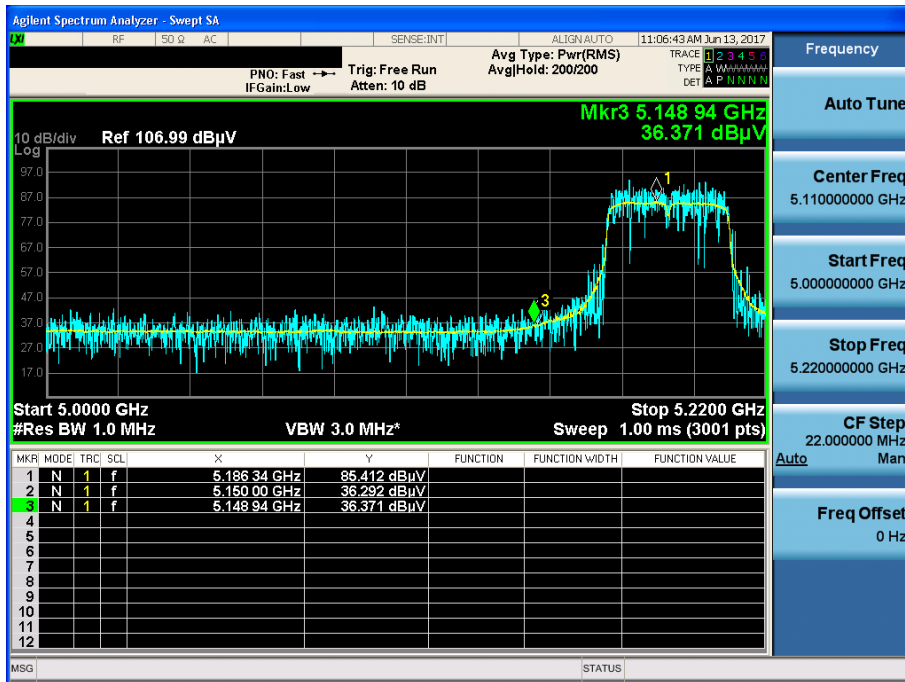 Agilent Spectrum Analyzer - Swept SA
LXI RF 50 Ω AC SENSE:INT ALIGN AUTO 11:06:43 AM Jun 13, 2017
Frequency
PNO: Fast Trig: Free Run Avg Type: Pwr(RMS) TRACE 1 2 3 4 5 6
IFGain:Low Atten: 10 dB Avg|Hold: 200/200 TYPE A WWWWW
DET A P N N N N
Auto Tune
Mkr3 5.148 94 GHz
36.371 dBµV
10 dB/div Ref 106.99 dBµV
Log
97.0
87.0
77.0
67.0
57.0
47.0
37.0
27.0
17.0
1
3
Center Freq
5.110000000 GHz
Start Freq
5.000000000 GHz
Stop Freq
5.220000000 GHz
Start 5.0000 GHz Stop 5.2200 GHz
#Res BW 1.0 MHz VBW 3.0 MHz* Sweep 1.00 ms (3001 pts)
CF Step
22.000000 MHz
Auto Man
MKR MODE TRC SCL X Y FUNCTION FUNCTION WIDTH FUNCTION VALUE
1 N 1 f 5.186 34 GHz 85.412 dBµV
2 N 1 f 5.150 00 GHz 36.292 dBµV
3 N 1 f 5.148 94 GHz 36.371 dBµV
4
5
6
7
8
9
10
11
12
Freq Offset
0 Hz
MSG STATUS